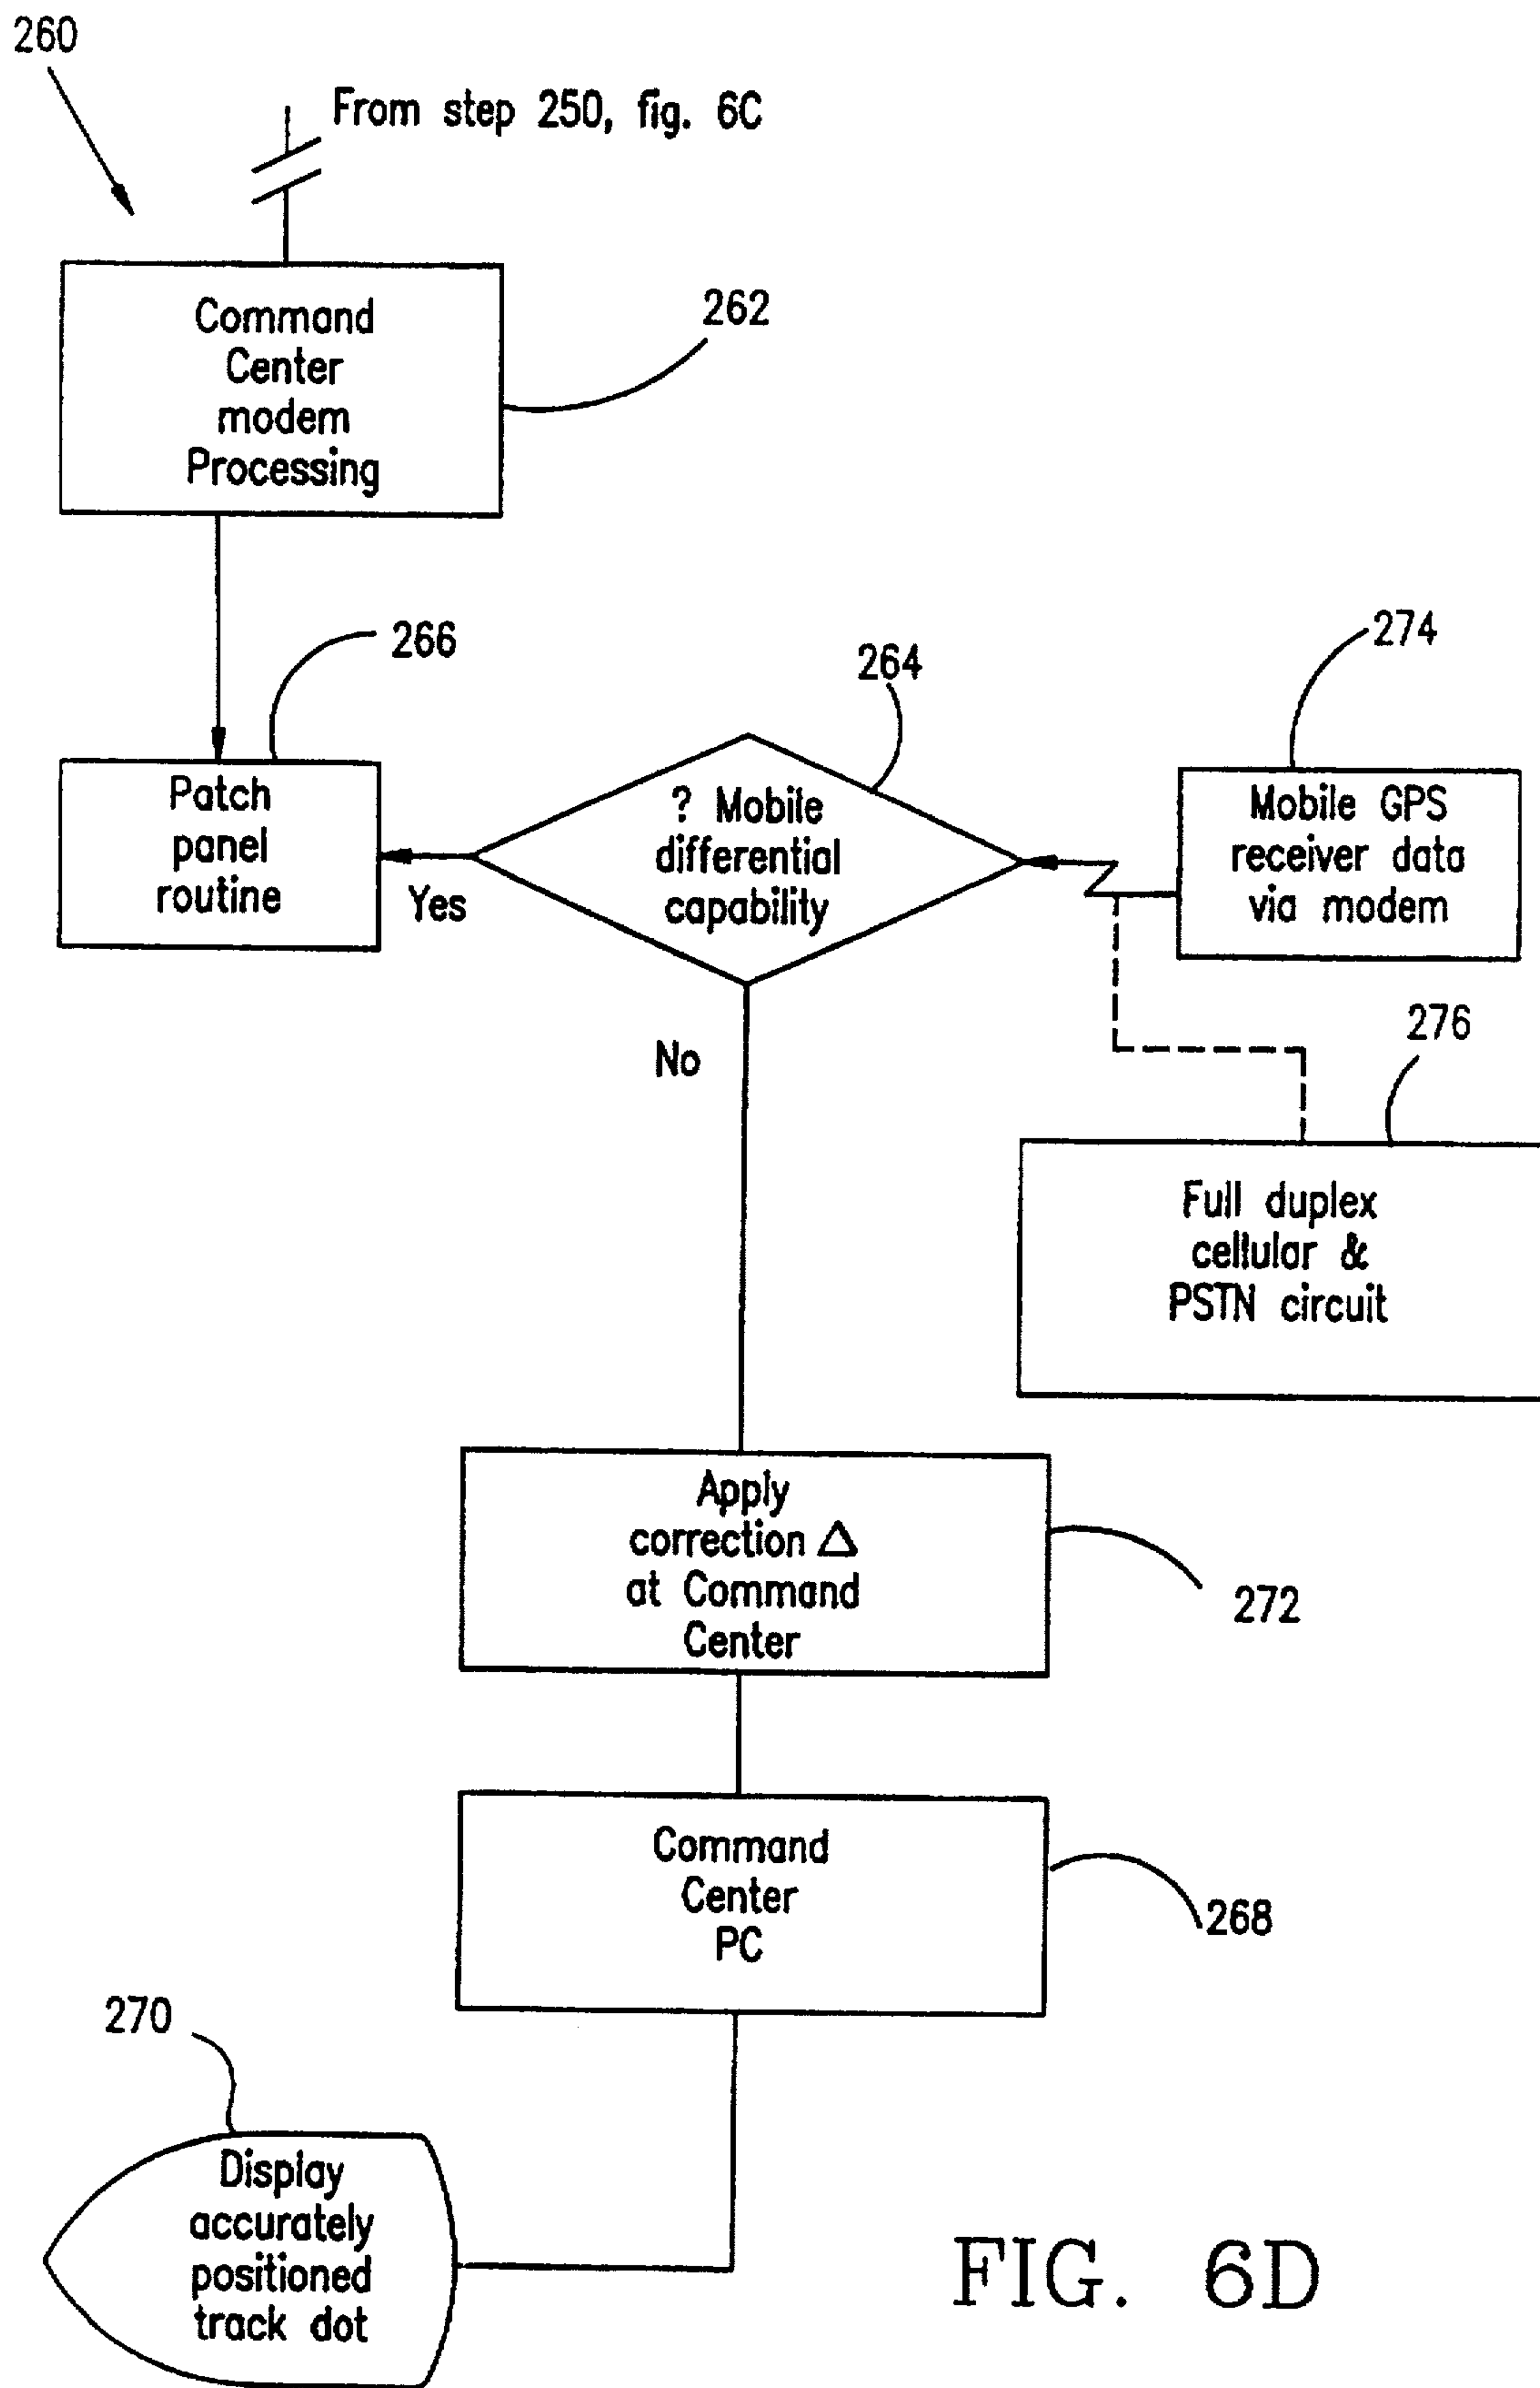 260
From step 250, fig. 6C
Command
Center
modem
Processing
262
266
264
274
Patch
panel
routine
Yes
? Mobile
differential
capability
Mobile GPS
receiver data
via modem
No
276
Full duplex
cellular &
PSTN circuit
Apply
correction Δ
at Command
Center
272
Command
Center
PC
268
270
Display
accurately
positioned
track dot
FIG. 6D